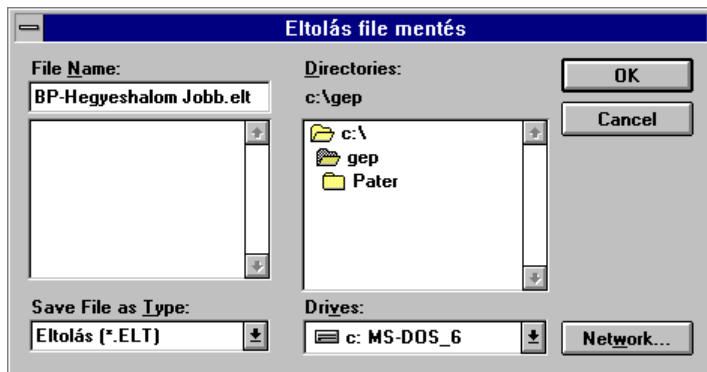 Eltolás file mentés
File Name:
BP-Hegyeshalom Jobb.elt
Directories:
c:\gep
c:\
gep
Pater
OK
Cancel
Save File as Type:
Eltolás (*.ELT)
Drives:
c: MS-DOS_6
Network...